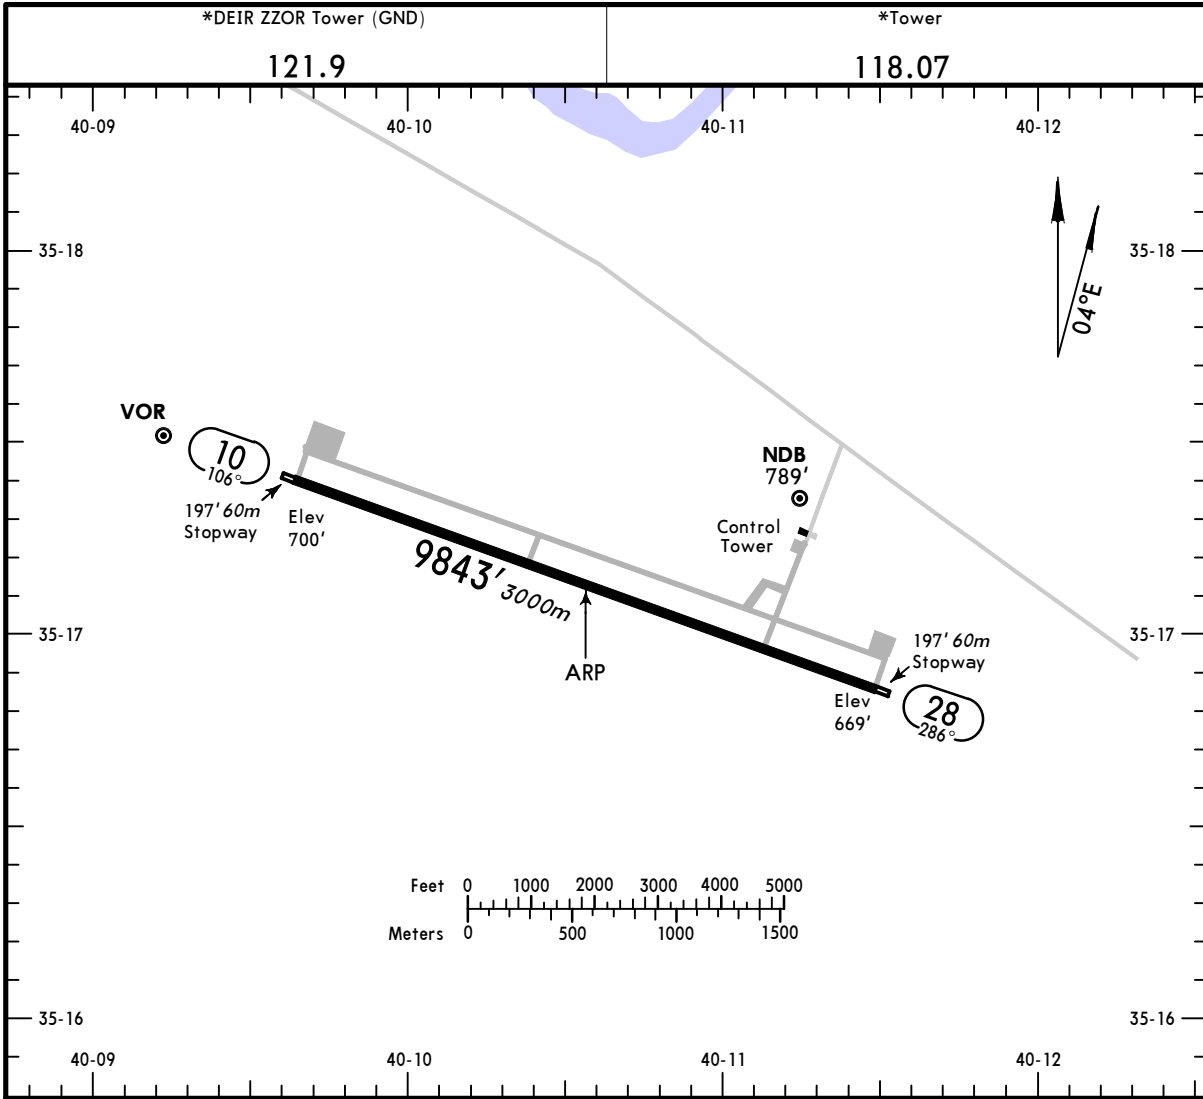 *DEIR ZZOR Tower (GND)
121.9
*Tower
118.07
40-09
40-10
40-11
40-12
35-18
35-18
04°E
VOR
10
106°
197' 60m
Stopway
Elev
700'
9843' 3000m
ARP
NDB
789'
Control
Tower
35-17
35-17
197' 60m
Stopway
Elev
669'
28
286°
Feet 0 1000 2000 3000 4000 5000
Meters 0 500 1000 1500
35-16
35-16
40-09
40-10
40-11
40-12